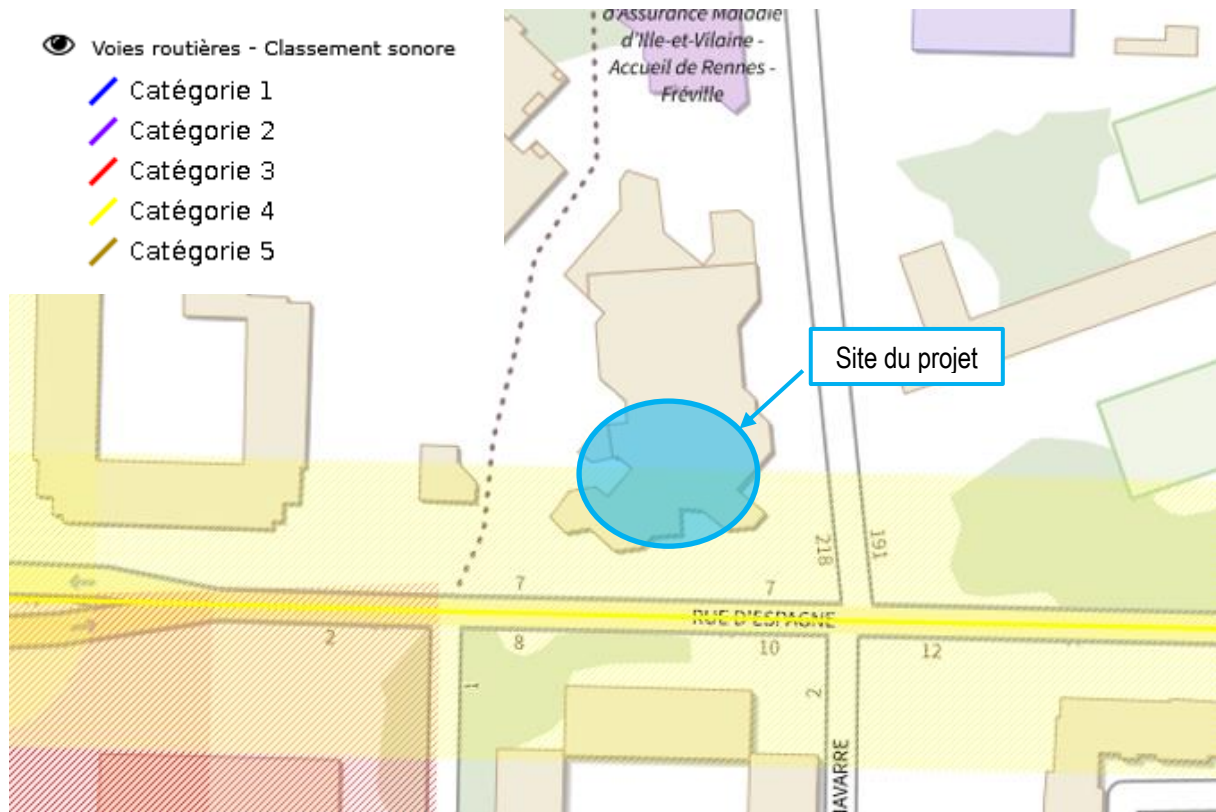 Voies routières - Classement sonore
Catégorie 1
Catégorie 2
Catégorie 3
Catégorie 4
Catégorie 5
d'Assurance Maladie
d'Ille-et-Vilaine -
Accueil de Rennes -
Fréville
Site du projet
218
191
7
7
RUE D'ESPAGNE
2
8
10
12
1
2
NAVARRE